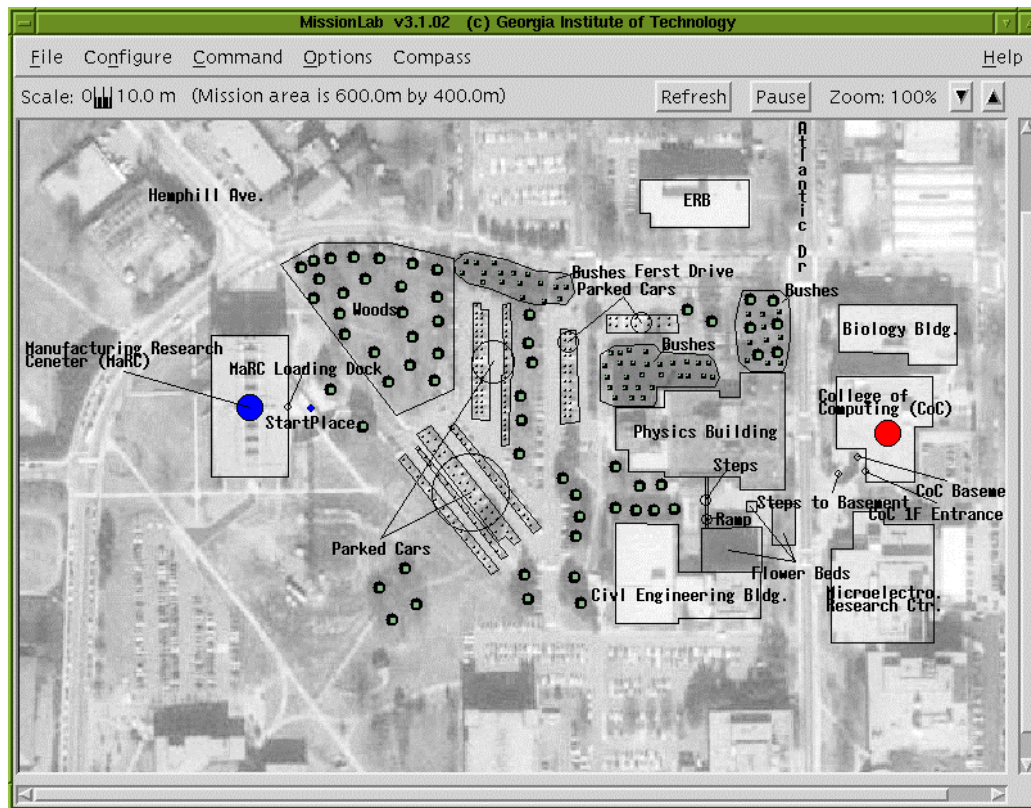 MissionLab v3.1.02 (c) Georgia Institute of Technology
File Configure Command Options Compass Help
Scale: 0 10.0 m (Mission area is 600.0m by 400.0m) Refresh Pause Zoom: 100%
Atlantic Dr
Hemphill Ave.
ERB
Bushes Ferst Drive
Parked Cars
Bushes
Woods
Biology Bldg.
Manufacturing Research
Ceneter (MaRC)
Bushes
MaRC Loading Dock
College of
Computing (CoC)
StartPlace
Physics Building
Steps
CoC Baseme
Steps to Basement
CoC 1F Entrance
Ramp
Parked Cars
Flower Beds
Civl Engineering Bldg.
Microelectro.
Research Ctr.